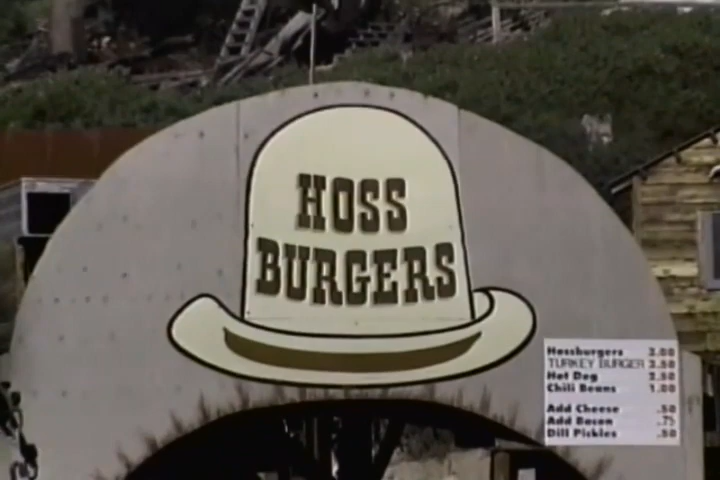 HOSS
BURGERS
Hossburgers 3.00
TURKEY BURGER 3.50
Hot Dog 2.50
Chili Beans 1.00
Add Cheese .50
Add Bacon .75
Dill Pickles .50